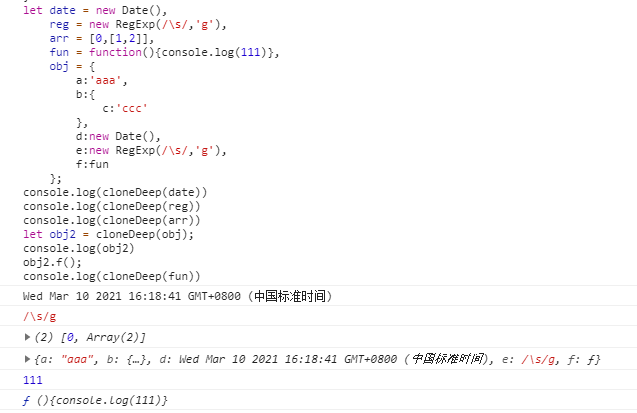 let date = new Date(),
    reg = new RegExp(/\s/,'g'),
    arr = [0,[1,2]],
    fun = function(){console.log(111)},
    obj = {
        a:'aaa',
        b:{
            c:'ccc'
        },
        d:new Date(),
        e:new RegExp(/\s/,'g'),
        f:fun
    };
console.log(cloneDeep(date))
console.log(cloneDeep(reg))
console.log(cloneDeep(arr))
let obj2 = cloneDeep(obj);
console.log(obj2)
obj2.f();
console.log(cloneDeep(fun))
Wed Mar 10 2021 16:18:41 GMT+0800 (中国标准时间)
/\s/g
(2) [0, Array(2)]
{a: "aaa", b: {…}, d: Wed Mar 10 2021 16:18:41 GMT+0800 (中国标准时间), e: /\s/g, f: ƒ}
111
ƒ (){console.log(111)}